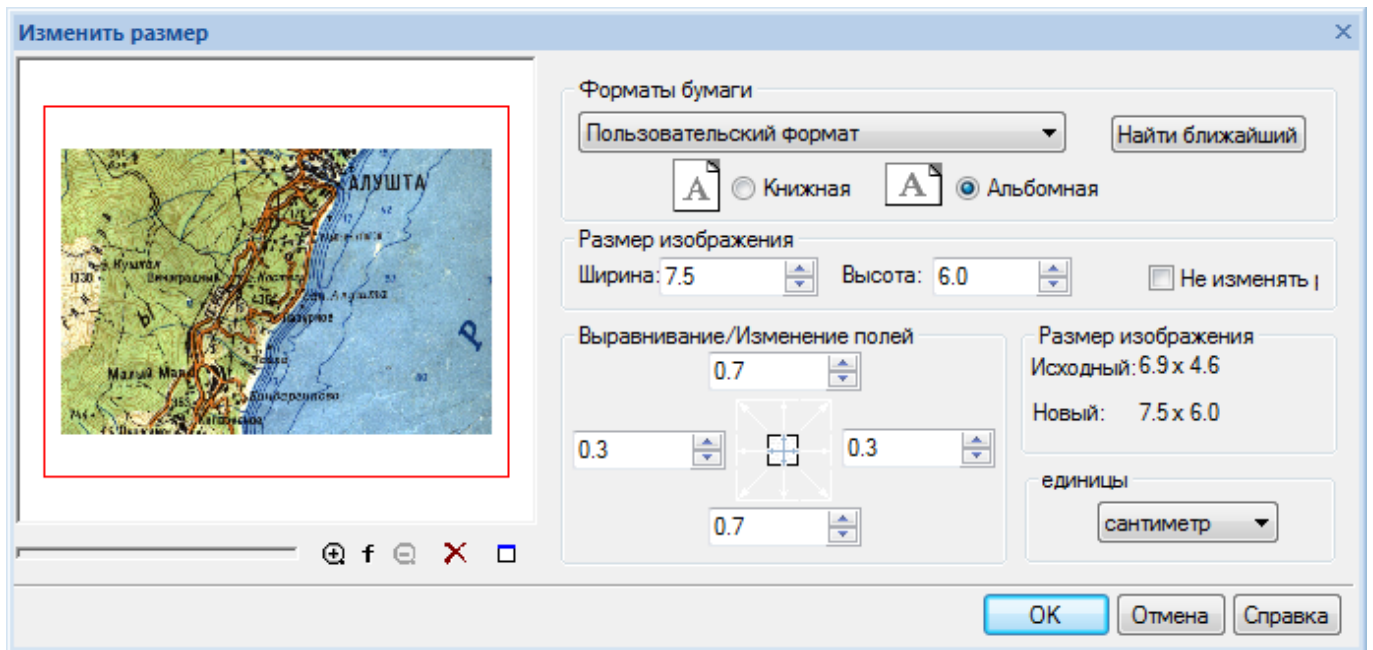 Изменить размер
АЛУШТА
Малый Маяк
Р
Форматы бумаги
Пользовательский формат
Найти ближайший
A Книжная
A Альбомная
Размер изображения
Ширина: 7.5
Высота: 6.0
Не изменять р
Выравнивание/Изменение полей
0.7
0.3
0.3
0.7
Размер изображения
Исходный: 6.9 x 4.6
Новый: 7.5 x 6.0
единицы
сантиметр
f
OK
Отмена
Справка